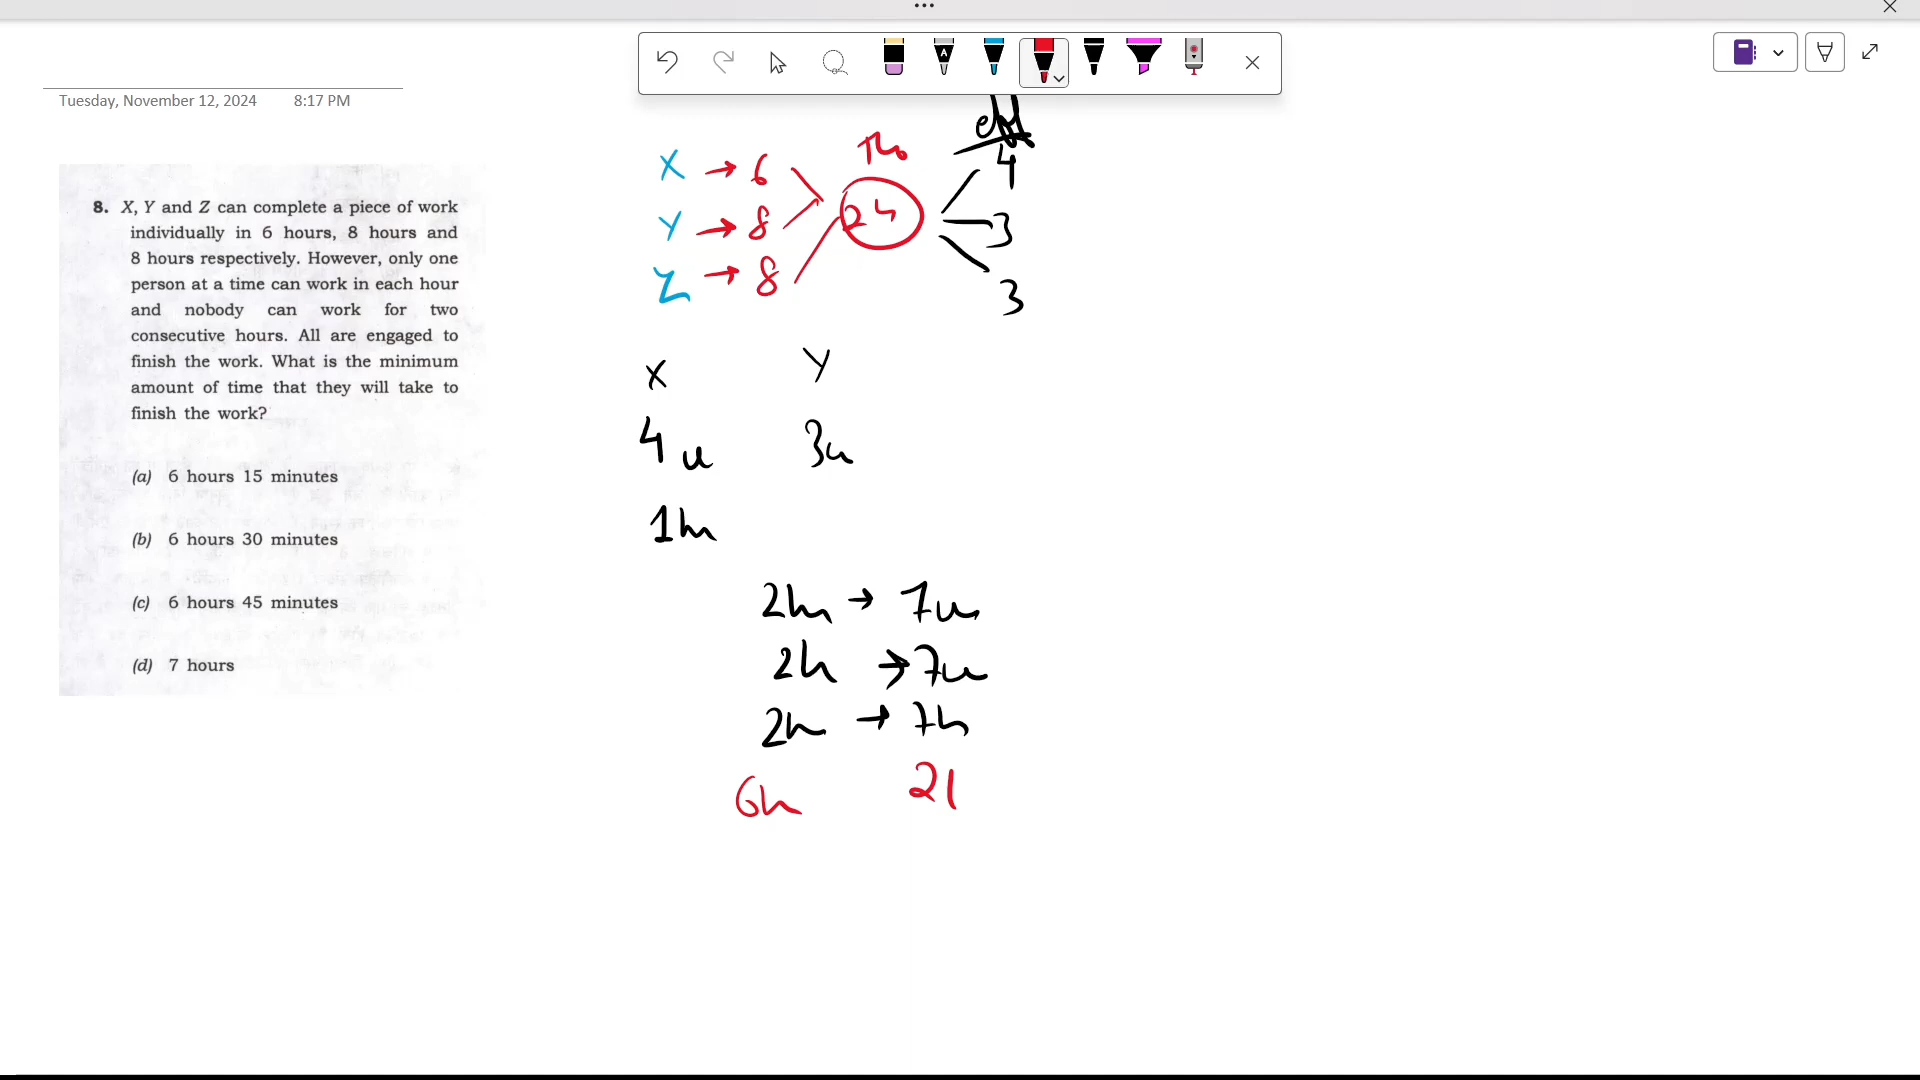 Tuesday, November 12, 2024 8:17 PM
8. X, Y and Z can complete a piece of work
individually in 6 hours, 8 hours and
8 hours respectively. However, only one
person at a time can work in each hour
and nobody can work for two
consecutive hours. All are engaged to
finish the work. What is the minimum
amount of time that they will take to
finish the work?
(a) 6 hours 15 minutes
(b) 6 hours 30 minutes
(c) 6 hours 45 minutes
(d) 7 hours
A
X → 6
Y → 8
Z → 8
24
4
3
3
X Y
4u 3u
1h
2h → 7u
2h → 7u
2h → 7h
6h 21